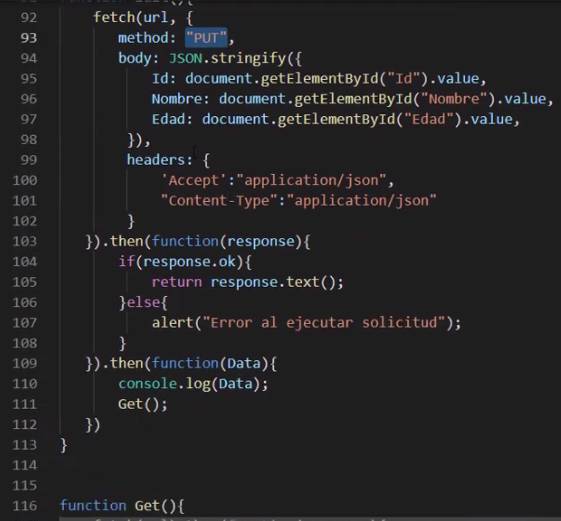 92 fetch(url, {
93 method: "PUT",
94 body: JSON.stringify({
95 Id: document.getElementById("Id").value,
96 Nombre: document.getElementById("Nombre").value,
97 Edad: document.getElementById("Edad").value,
98 }),
99 headers: {
100 'Accept':"application/json",
101 "Content-Type":"application/json"
102 }
103 }).then(function(response){
104 if(response.ok){
105 return response.text();
106 }else{
107 alert("Error al ejecutar solicitud");
108 }
109 }).then(function(Data){
110 console.log(Data);
111 Get();
112 })
113 }
114
115
116 function Get(){